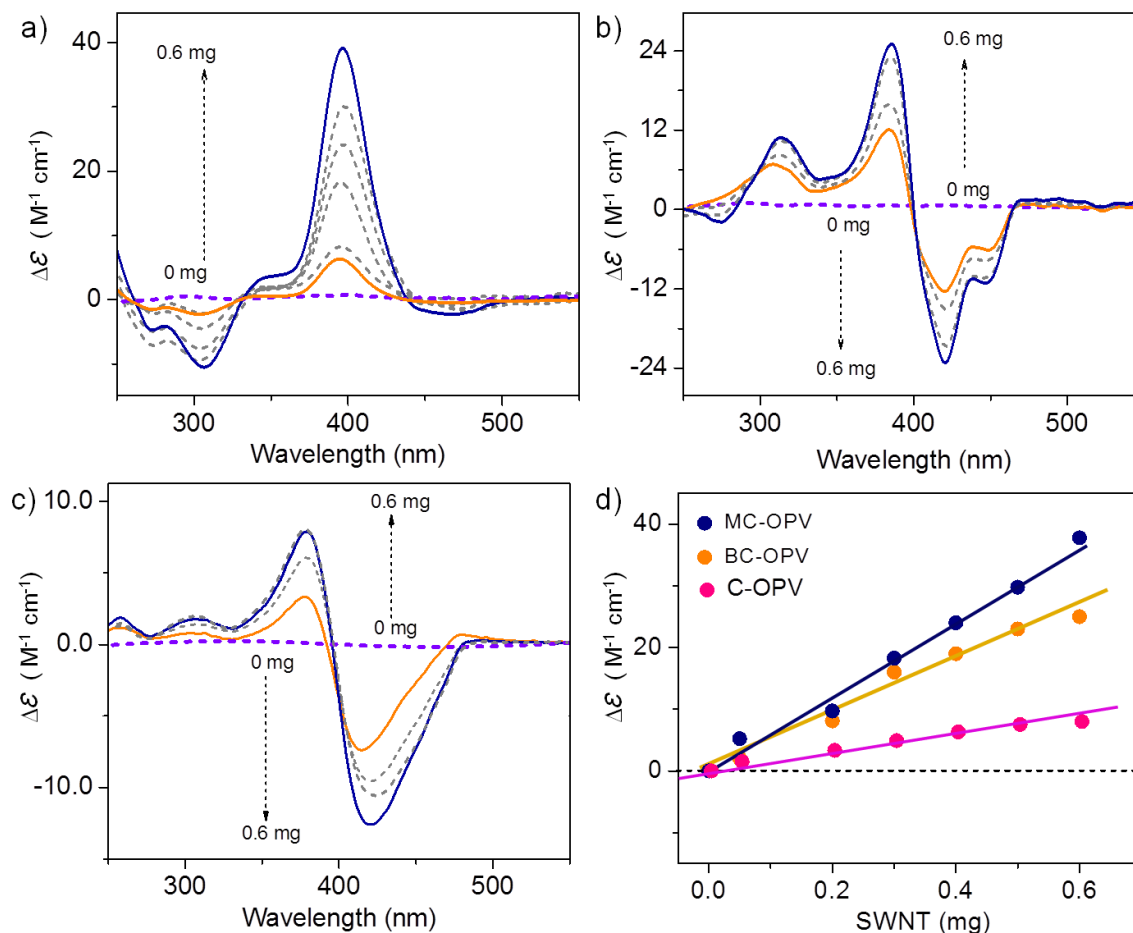 a)
40
20
0
Δε ( M⁻¹ cm⁻¹)
0.6 mg
0 mg
300 400 500
Wavelength (nm)
b)
24
12
0
-12
-24
Δε ( M⁻¹ cm⁻¹)
0.6 mg
0 mg
0 mg
0.6 mg
300 400 500
Wavelength (nm)
c)
10.0
0.0
-10.0
Δε ( M⁻¹ cm⁻¹)
0.6 mg
0 mg
0 mg
0.6 mg
300 400 500
Wavelength (nm)
d)
40
20
0
Δε ( M⁻¹ cm⁻¹)
MC-OPV
BC-OPV
C-OPV
0.0 0.2 0.4 0.6
SWNT (mg)